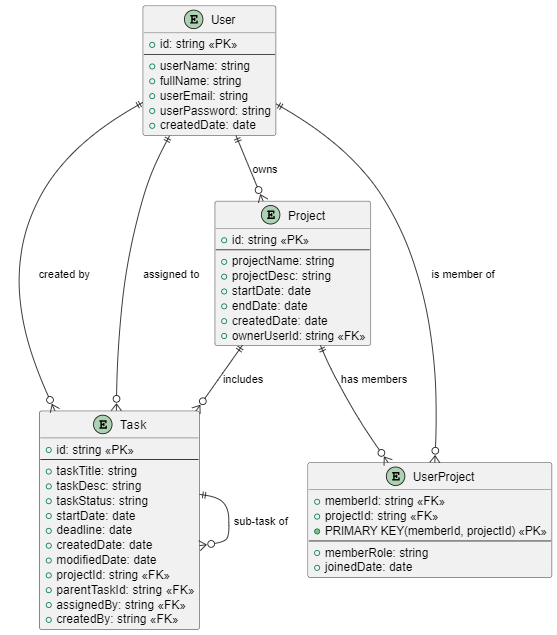 E User
id: string «PK»
userName: string
fullName: string
userEmail: string
userPassword: string
createdDate: date
owns
E Project
id: string «PK»
projectName: string
projectDesc: string
startDate: date
endDate: date
createdDate: date
ownerUserId: string «FK»
created by
assigned to
is member of
includes
has members
E Task
id: string «PK»
taskTitle: string
taskDesc: string
taskStatus: string
startDate: date
deadline: date
createdDate: date
modifiedDate: date
projectId: string «FK»
parentTaskId: string «FK»
assignedBy: string «FK»
createdBy: string «FK»
sub-task of
E UserProject
memberId: string «FK»
projectId: string «FK»
PRIMARY KEY(memberId, projectId) «PK»
memberRole: string
joinedDate: date